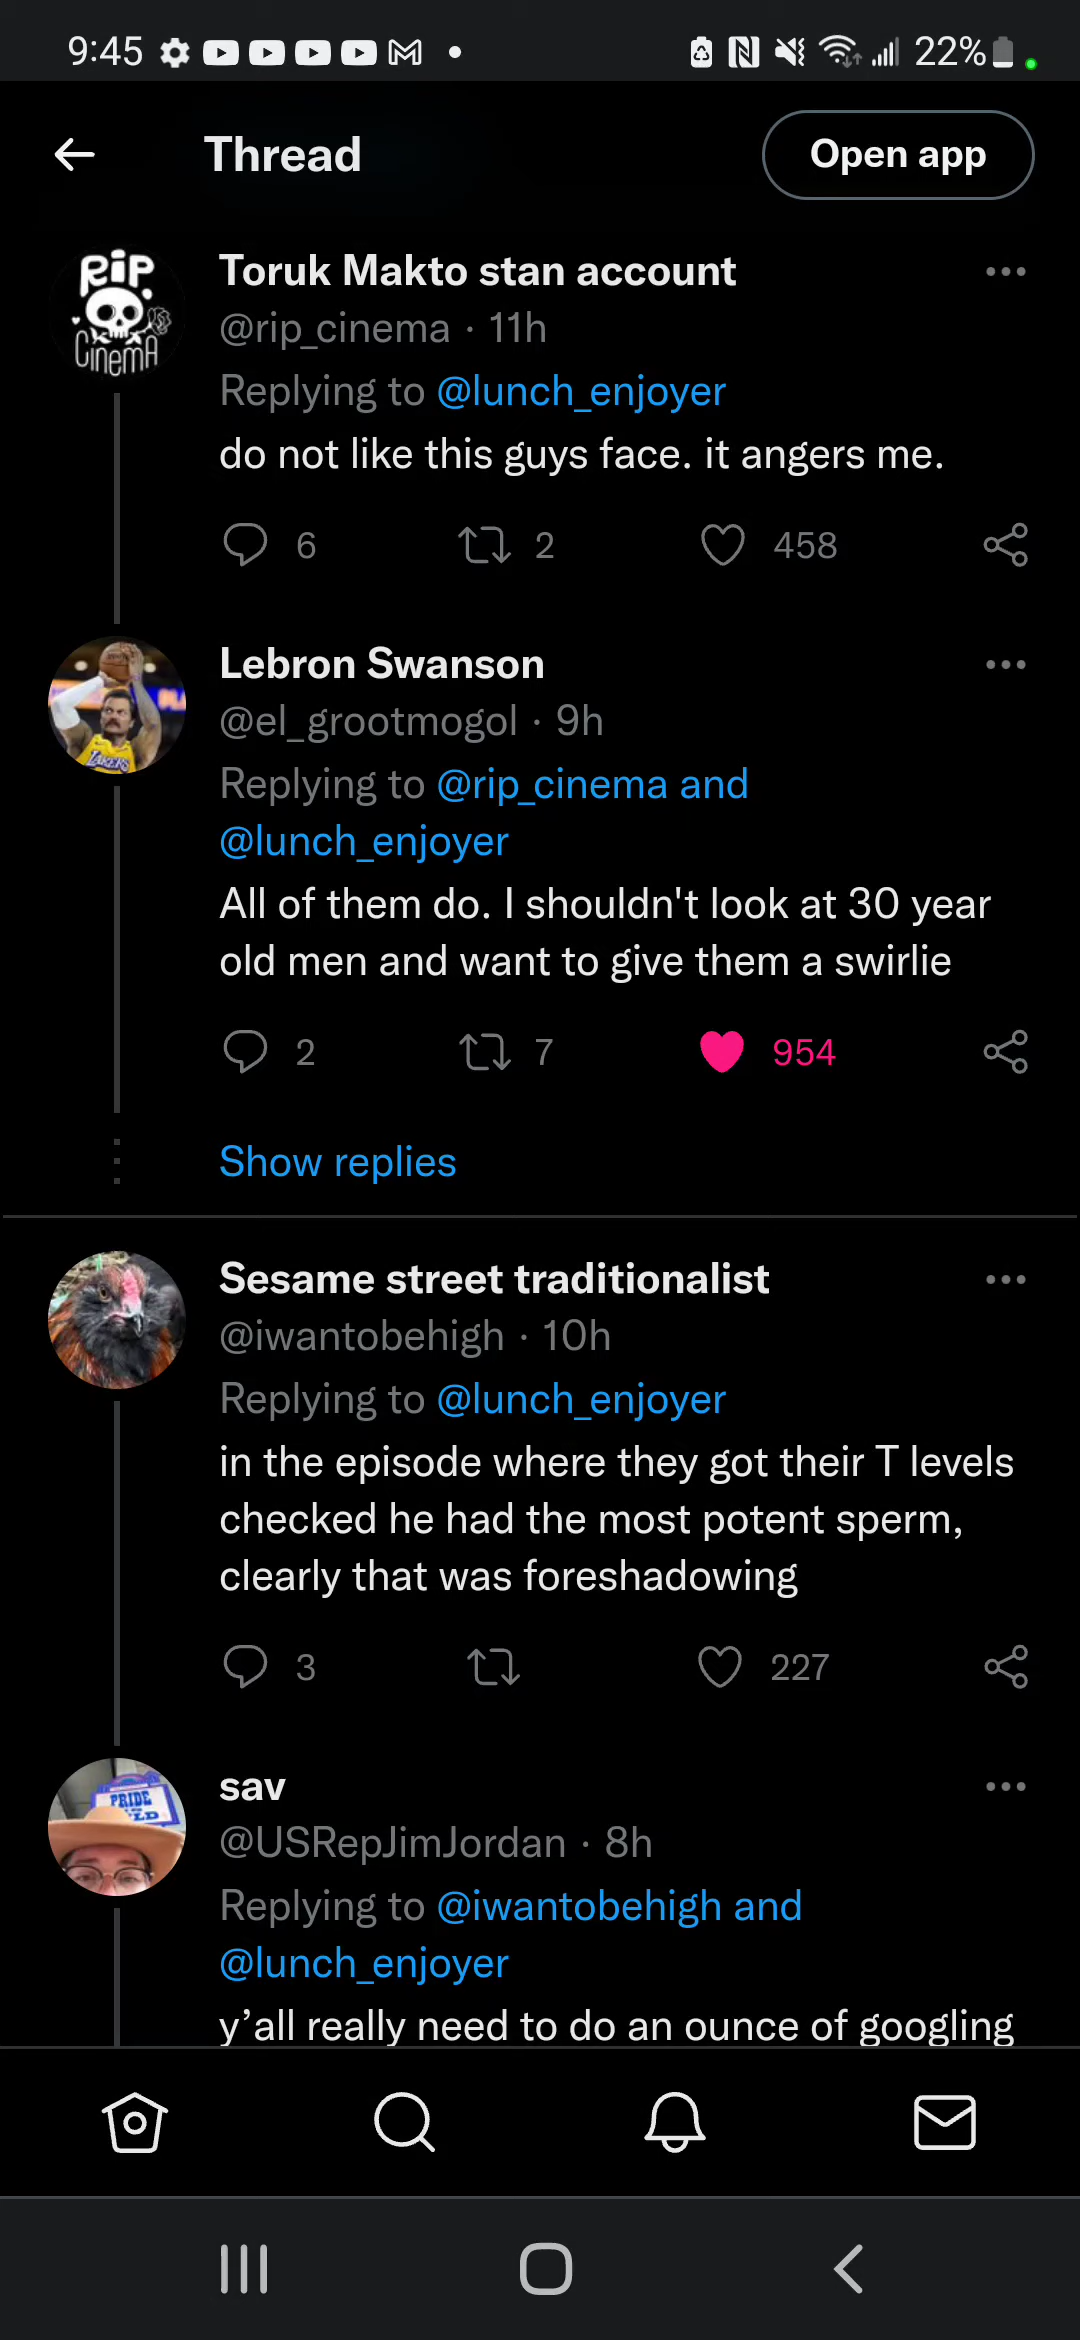 9:45
22%
Thread
Open app
RiP
CinemA
Toruk Makto stan account
@rip_cinema · 11h
Replying to @lunch_enjoyer
do not like this guys face. it angers me.
6
2
458
Lebron Swanson
@el_grootmogol · 9h
Replying to @rip_cinema and
@lunch_enjoyer
All of them do. I shouldn't look at 30 year
old men and want to give them a swirlie
2
7
954
Show replies
Sesame street traditionalist
@iwantobehigh · 10h
Replying to @lunch_enjoyer
in the episode where they got their T levels
checked he had the most potent sperm,
clearly that was foreshadowing
3
227
PRIDE
LD
sav
@USRepJimJordan · 8h
Replying to @iwantobehigh and
@lunch_enjoyer
y’all really need to do an ounce of googling